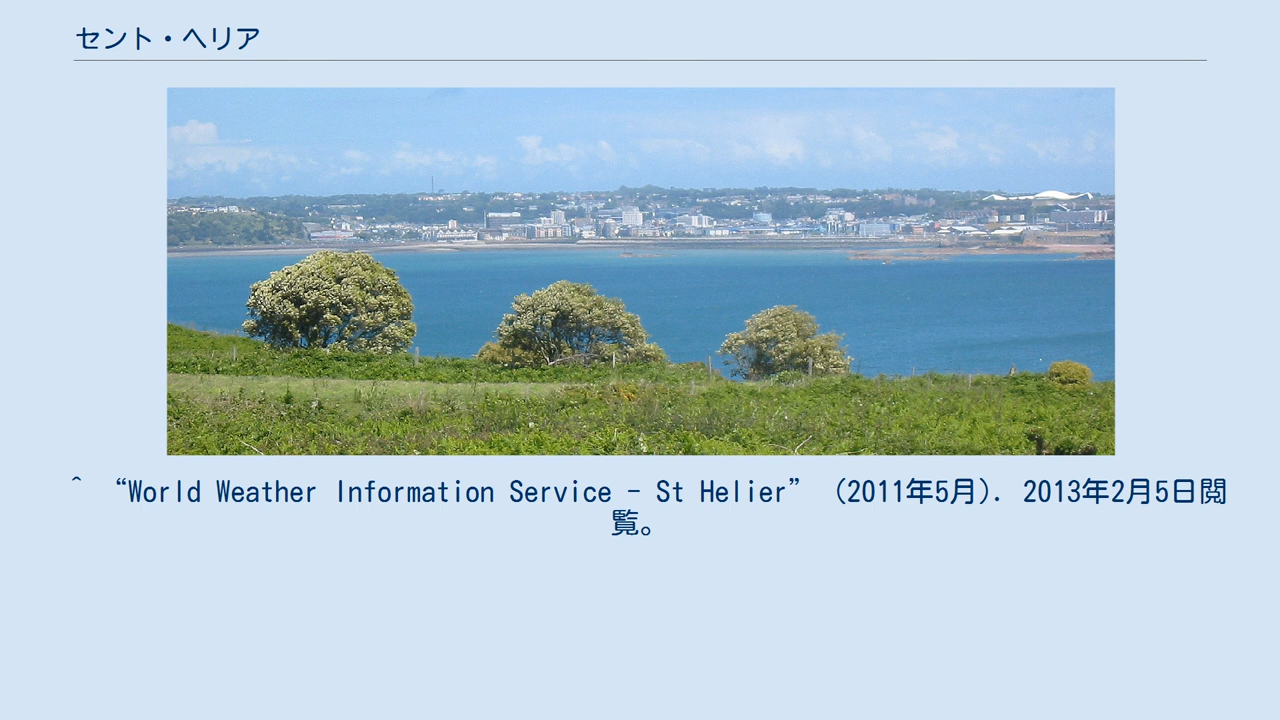 セント・ヘリア
^ “World Weather Information Service – St Helier” (2011年5月). 2013年2月5日閲
覧。